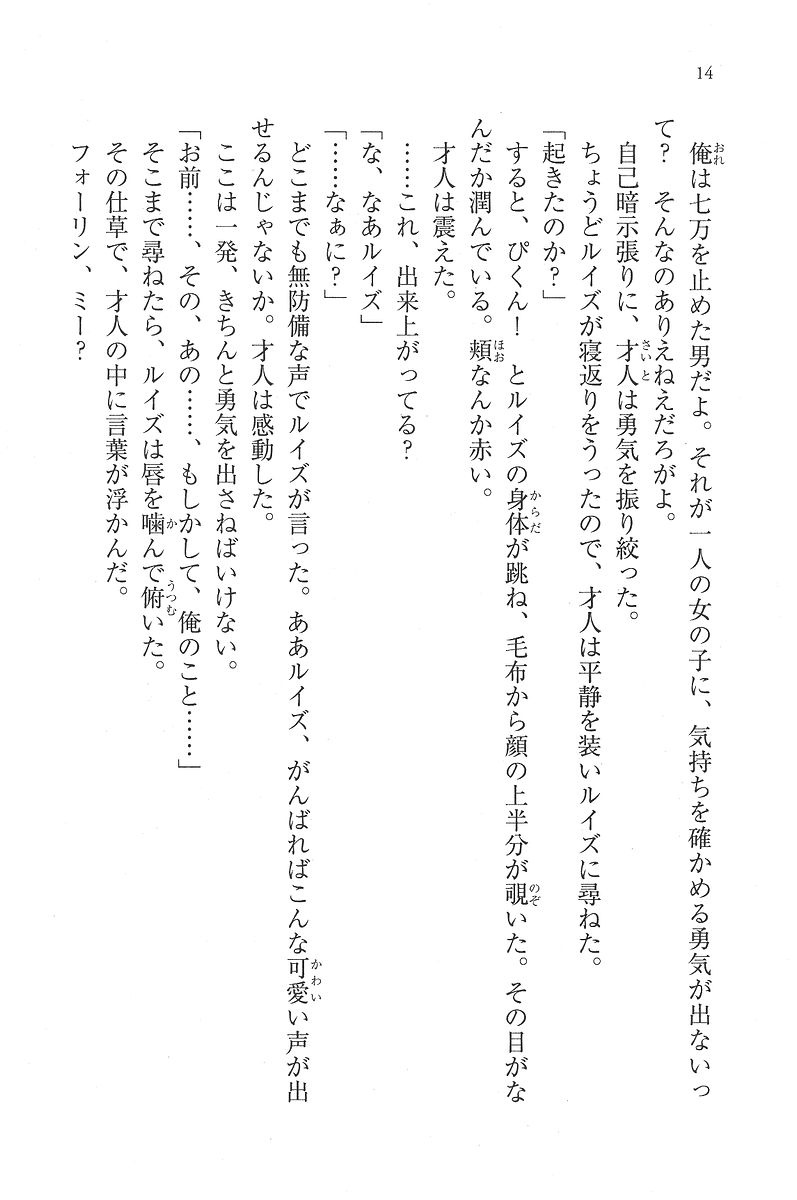 14
俺は七万を止めた男だよ。それが一人の女の子に、気持ちを確かめる勇気が出ないっ
て？　そんなのありえねえだろがよ。
自己暗示張りに、才人は勇気を振り絞った。
ちょうどルイズが寝返りをうったので、才人は平静を装いルイズに尋ねた。
「起きたのか？」
すると、ぴくん！　とルイズの身体が跳ね、毛布から顔の上半分が覗いた。その目がな
んだか潤んでいる。頬なんか赤い。
才人は震えた。
……これ、出来上がってる？
「な、なあルイズ」
「……なぁに？」
どこまでも無防備な声でルイズが言った。ああルイズ、がんばればこんな可愛い声が出
せるんじゃないか。才人は感動した。
ここは一発、きちんと勇気を出さねばいけない。
「お前……、その、あの……、もしかして、俺のこと……」
そこまで尋ねたら、ルイズは唇を噛んで俯いた。
その仕草で、才人の中に言葉が浮かんだ。
フォーリン、ミー？